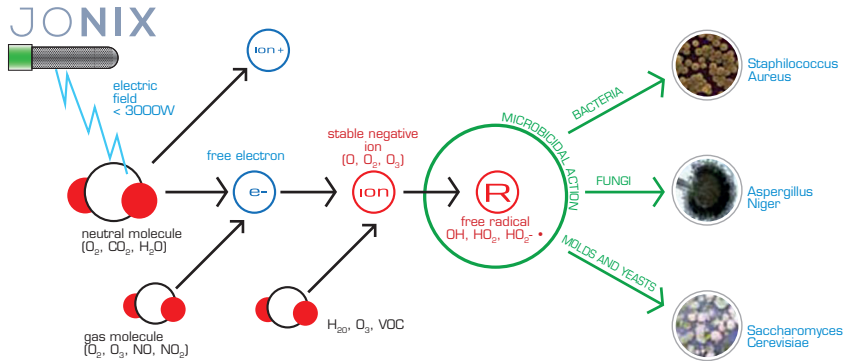 JONIX
electric
field
< 3000W
ion+
free electron
e-
stable negative
ion
(O, O₂, O₃)
ion
MICROBICIDAL ACTION
R
free radical
OH, HO₂, HO₂- •
neutral molecule
(O₂, CO₂, H₂O)
gas molecule
(O₂, O₃, NO, NO₂)
H₂₀, O₃, VOC
BACTERIA
Staphilococcus
Aureus
FUNGI
Aspergillus
Niger
MOLDS AND YEASTS
Saccharomyces
Cerevisiae